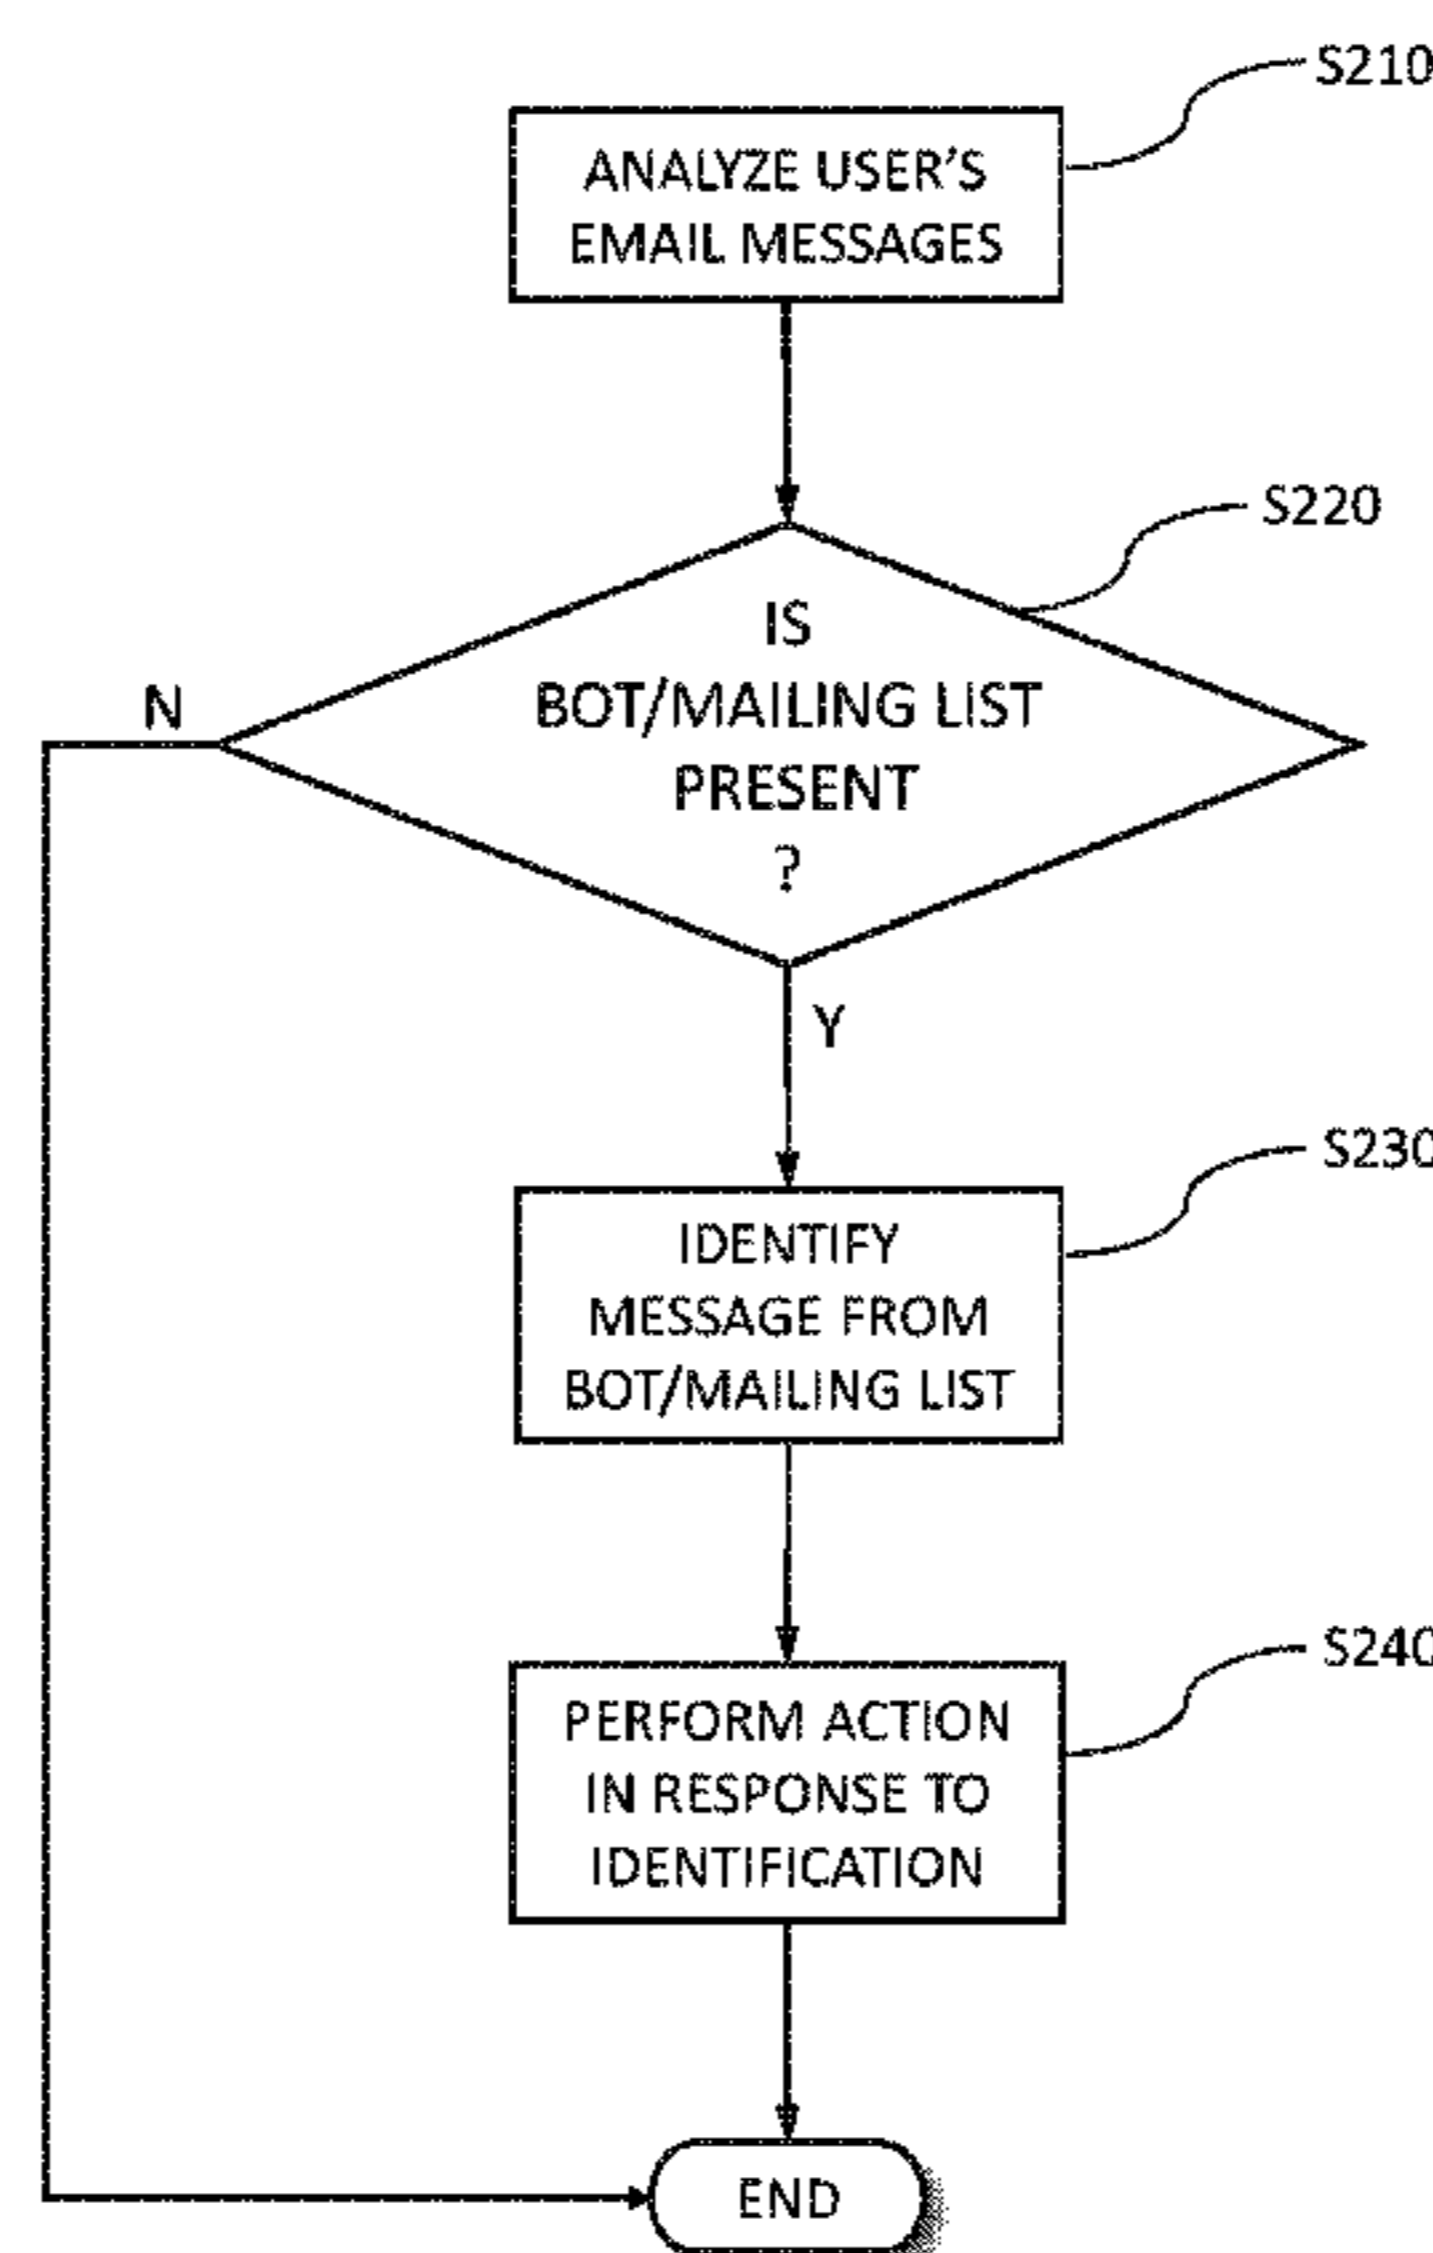 S210
ANALYZE USER'S
EMAIL MESSAGES
S220
IS
BOT/MAILING LIST
PRESENT
?
N
Y
S230
IDENTIFY
MESSAGE FROM
BOT/MAILING LIST
S240
PERFORM ACTION
IN RESPONSE TO
IDENTIFICATION
END